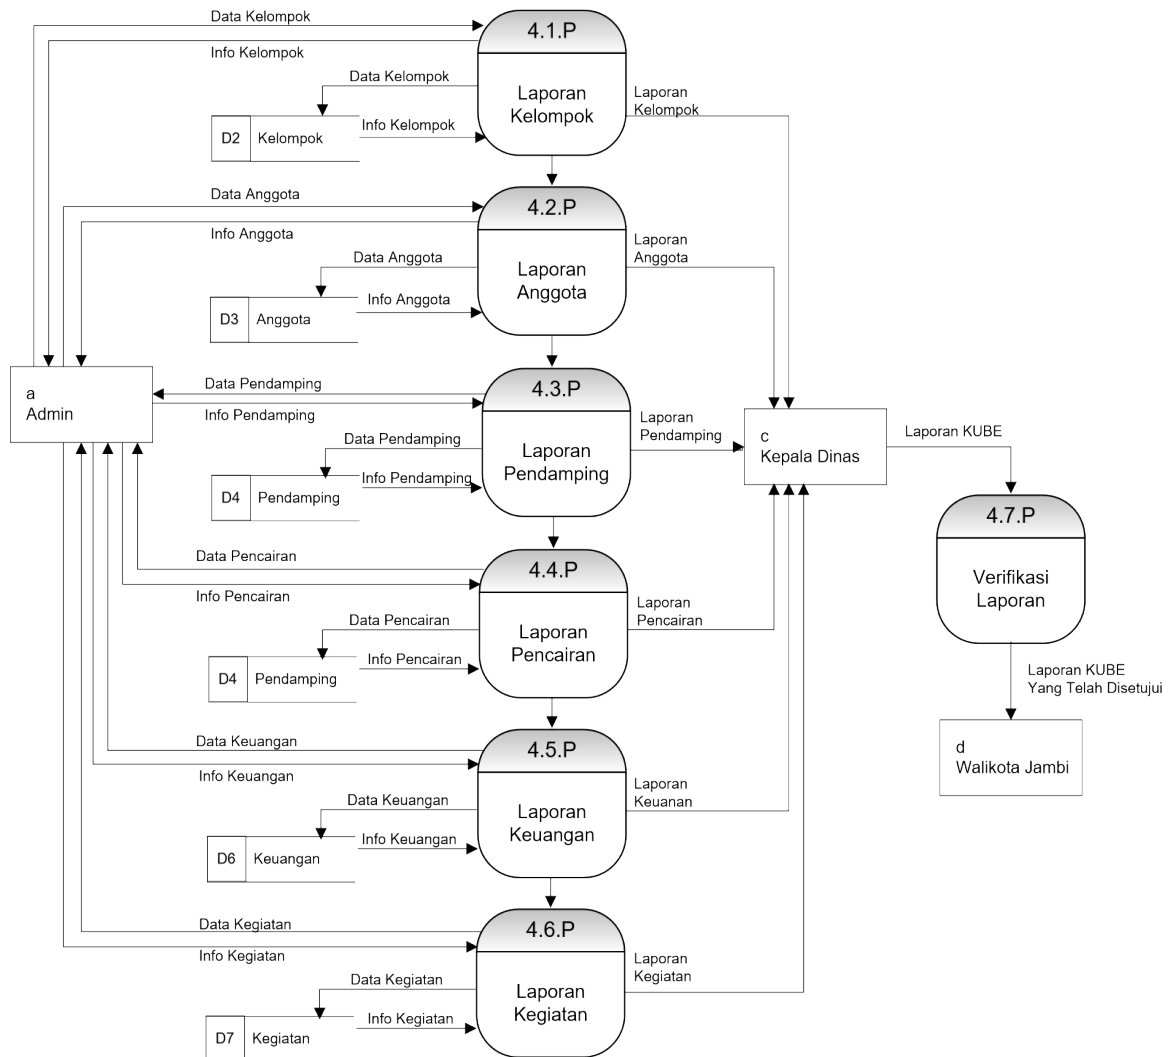 Data Kelompok
Info Kelompok
4.1.P
Laporan
Kelompok
Data Kelompok
D2 Kelompok
Info Kelompok
Laporan
Kelompok
Data Anggota
Info Anggota
4.2.P
Laporan
Anggota
Data Anggota
D3 Anggota
Info Anggota
Laporan
Anggota
a
Admin
Data Pendamping
Info Pendamping
4.3.P
Laporan
Pendamping
Data Pendamping
D4 Pendamping
Info Pendamping
Laporan
Pendamping
c
Kepala Dinas
Laporan KUBE
4.7.P
Verifikasi
Laporan
Laporan KUBE
Yang Telah Disetujui
d
Walikota Jambi
Data Pencairan
Info Pencairan
4.4.P
Laporan
Pencairan
Data Pencairan
D4 Pendamping
Info Pencairan
Laporan
Pencairan
Data Keuangan
Info Keuangan
4.5.P
Laporan
Keuangan
Data Keuangan
D6 Keuangan
Info Keuangan
Laporan
Keuanan
Data Kegiatan
Info Kegiatan
4.6.P
Laporan
Kegiatan
Data Kegiatan
D7 Kegiatan
Info Kegiatan
Laporan
Kegiatan